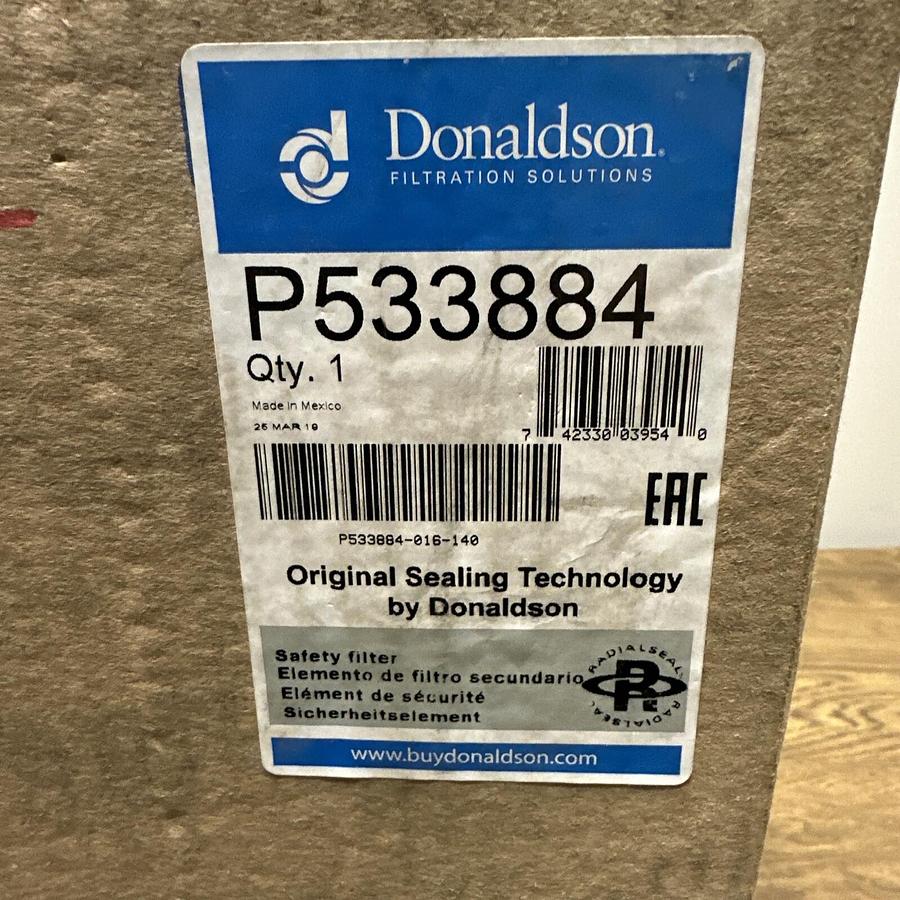 Donaldson®
FILTRATION SOLUTIONS
P533884
Qty. 1
Made in Mexico
25 MAR 19
7 42330 03954 0
EAC
P533884-016-140
Original Sealing Technology
by Donaldson
Safety filter
Elemento de filtro secundario
Elément de sécurité
Sicherheitselement
RADIALSEAL
RADIALSEAL
www.buydonaldson.com